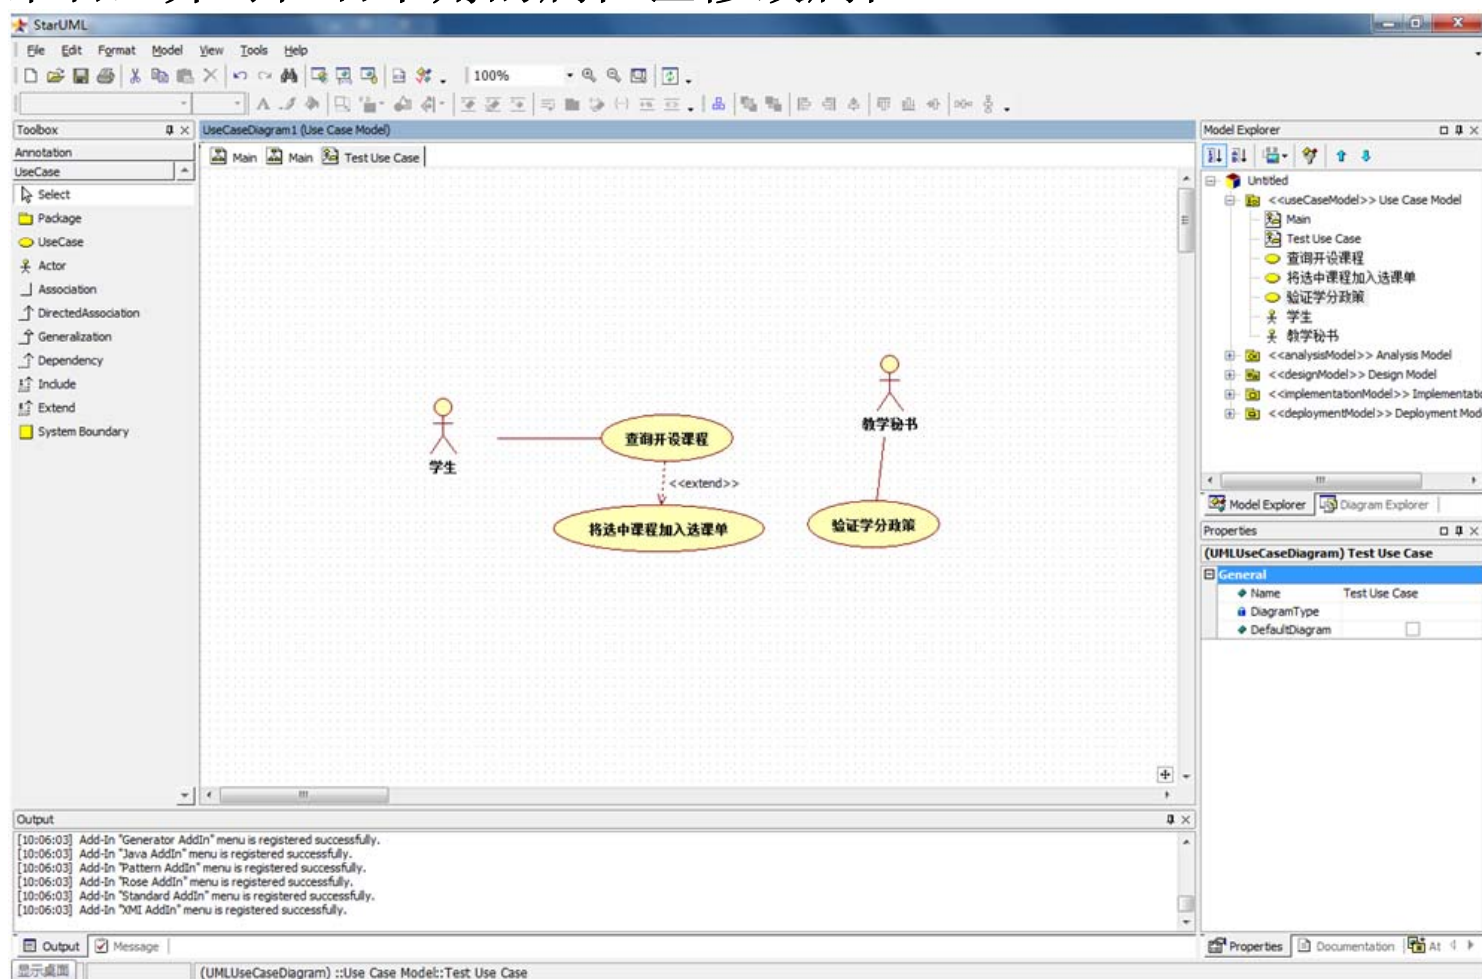 StarUML
File Edit Format Model View Tools Help
100%
Toolbox
Annotation
UseCase
Select
Package
UseCase
Actor
Association
DirectedAssociation
Generalization
Dependency
Include
Extend
System Boundary
UseCaseDiagram1 (Use Case Model)
Main Main Test Use Case
学生
查询开设课程
<<extend>>
将选中课程加入选课单
教学秘书
验证学分政策
Model Explorer
Untitled
<<useCaseModel>> Use Case Model
Main
Test Use Case
查询开设课程
将选中课程加入选课单
验证学分政策
学生
教学秘书
<<analysisModel>> Analysis Model
<<designModel>> Design Model
<<implementationModel>> Implementatio
<<deploymentModel>> Deployment Mod
Model Explorer Diagram Explorer
Properties
(UMLUseCaseDiagram) Test Use Case
General
Name Test Use Case
DiagramType
DefaultDiagram
Output
[10:06:03] Add-In "Generator AddIn" menu is registered successfully.
[10:06:03] Add-In "Java AddIn" menu is registered successfully.
[10:06:03] Add-In "Pattern AddIn" menu is registered successfully.
[10:06:03] Add-In "Rose AddIn" menu is registered successfully.
[10:06:03] Add-In "Standard AddIn" menu is registered successfully.
[10:06:03] Add-In "XMI AddIn" menu is registered successfully.
Output Message
Properties Documentation At
显示桌面
(UMLUseCaseDiagram) ::Use Case Model::Test Use Case